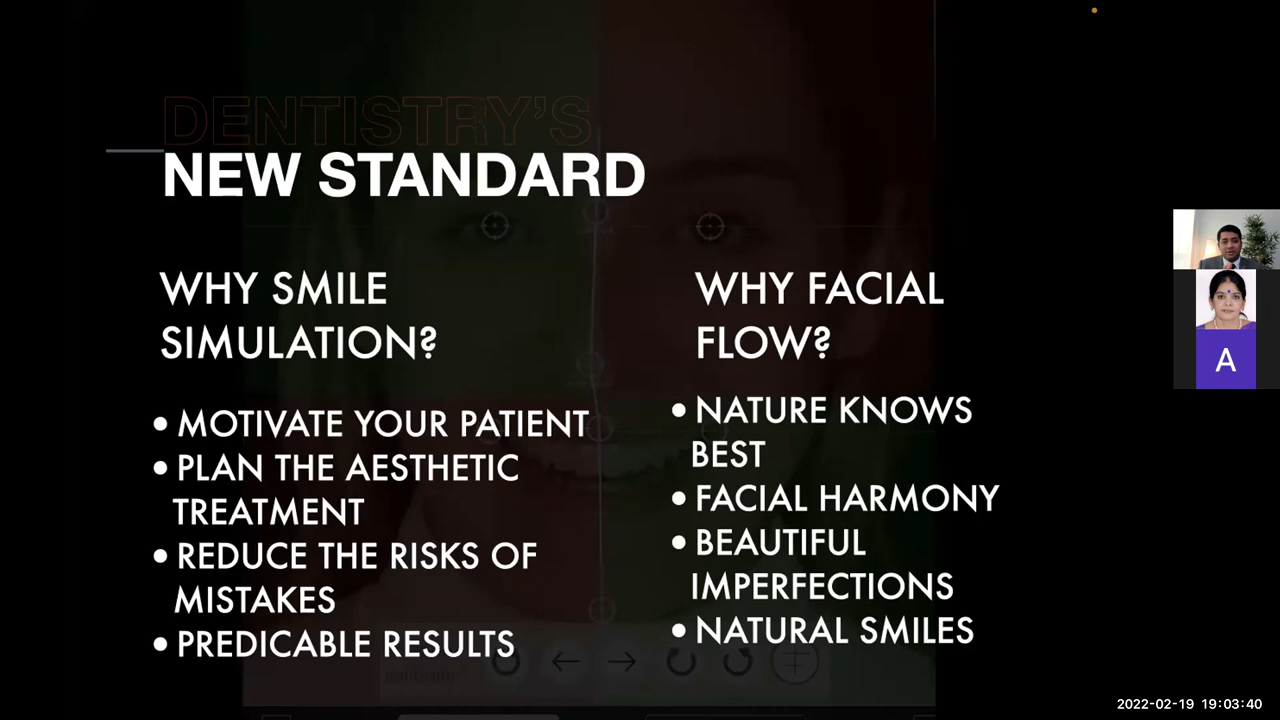 DENTISTRY'S
NEW STANDARD
WHY SMILE
SIMULATION?
• MOTIVATE YOUR PATIENT
• PLAN THE AESTHETIC
TREATMENT
• REDUCE THE RISKS OF
MISTAKES
• PREDICABLE RESULTS
WHY FACIAL
FLOW?
• NATURE KNOWS
BEST
• FACIAL HARMONY
• BEAUTIFUL
IMPERFECTIONS
• NATURAL SMILES
A
2022-02-19 19:03:40